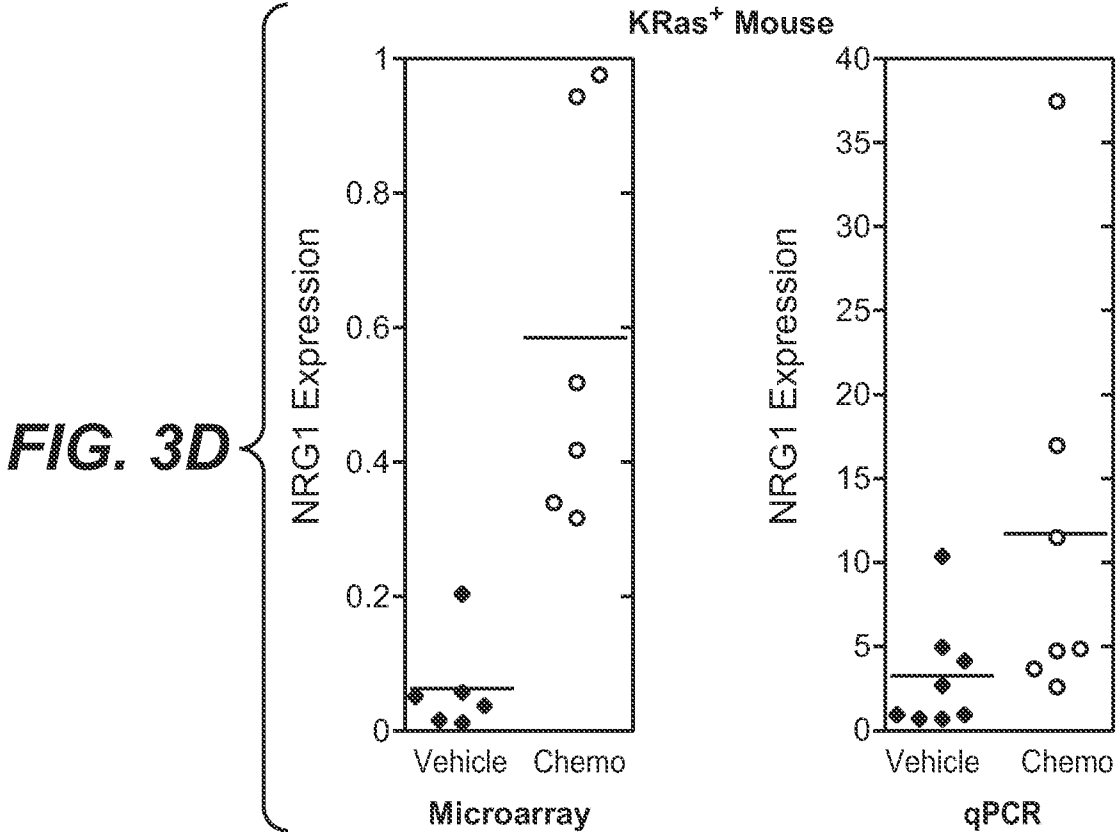 KRas+ Mouse
FIG. 3D
NRG1 Expression
1
0.8
0.6
0.4
0.2
0
Vehicle Chemo
Microarray
NRG1 Expression
40
35
30
25
20
15
10
5
0
Vehicle Chemo
qPCR